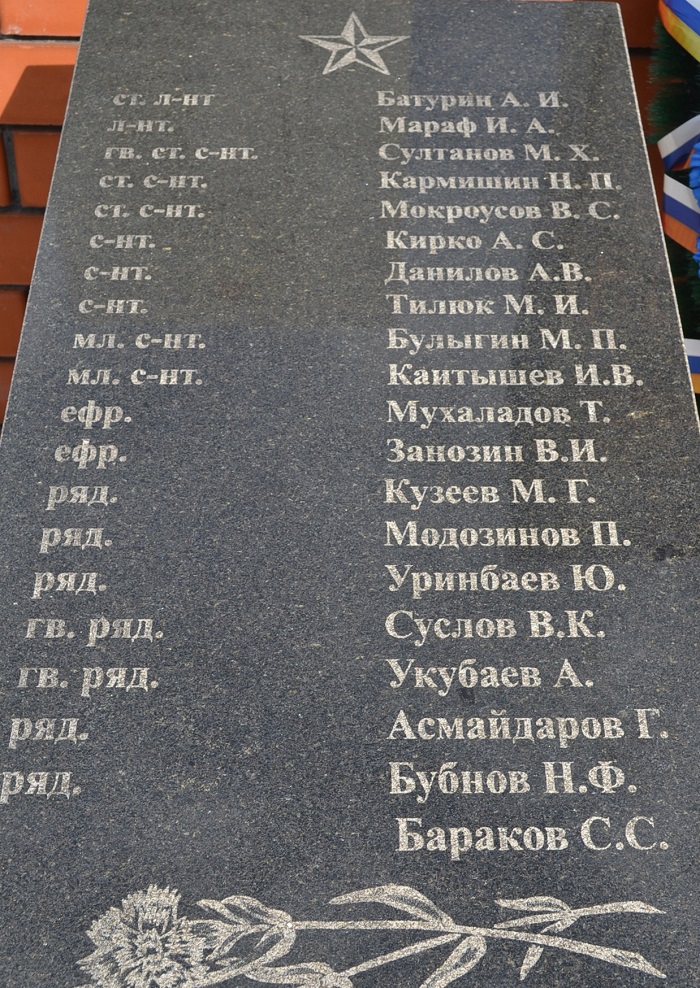 ст. л-нт Батурин А. И.
л-нт. Мараф И. А.
гв. ст. с-нт. Султанов М. Х.
ст. с-нт. Кармишин Н. П.
ст. с-нт. Мокроусов В. С.
с-нт. Кирко А. С.
с-нт. Данилов А.В.
с-нт. Тилюк М. И.
мл. с-нт. Булыгин М. П.
мл. с-нт. Каитышев И.В.
ефр. Мухаладов Т.
ефр. Занозин В.И.
ряд. Кузеев М. Г.
ряд. Модозинов П.
ряд. Уринбаев Ю.
гв. ряд. Суслов В.К.
гв. ряд. Укубаев А.
ряд. Асмайдаров Г.
ряд. Бубнов Н.Ф.
Бараков С.С.